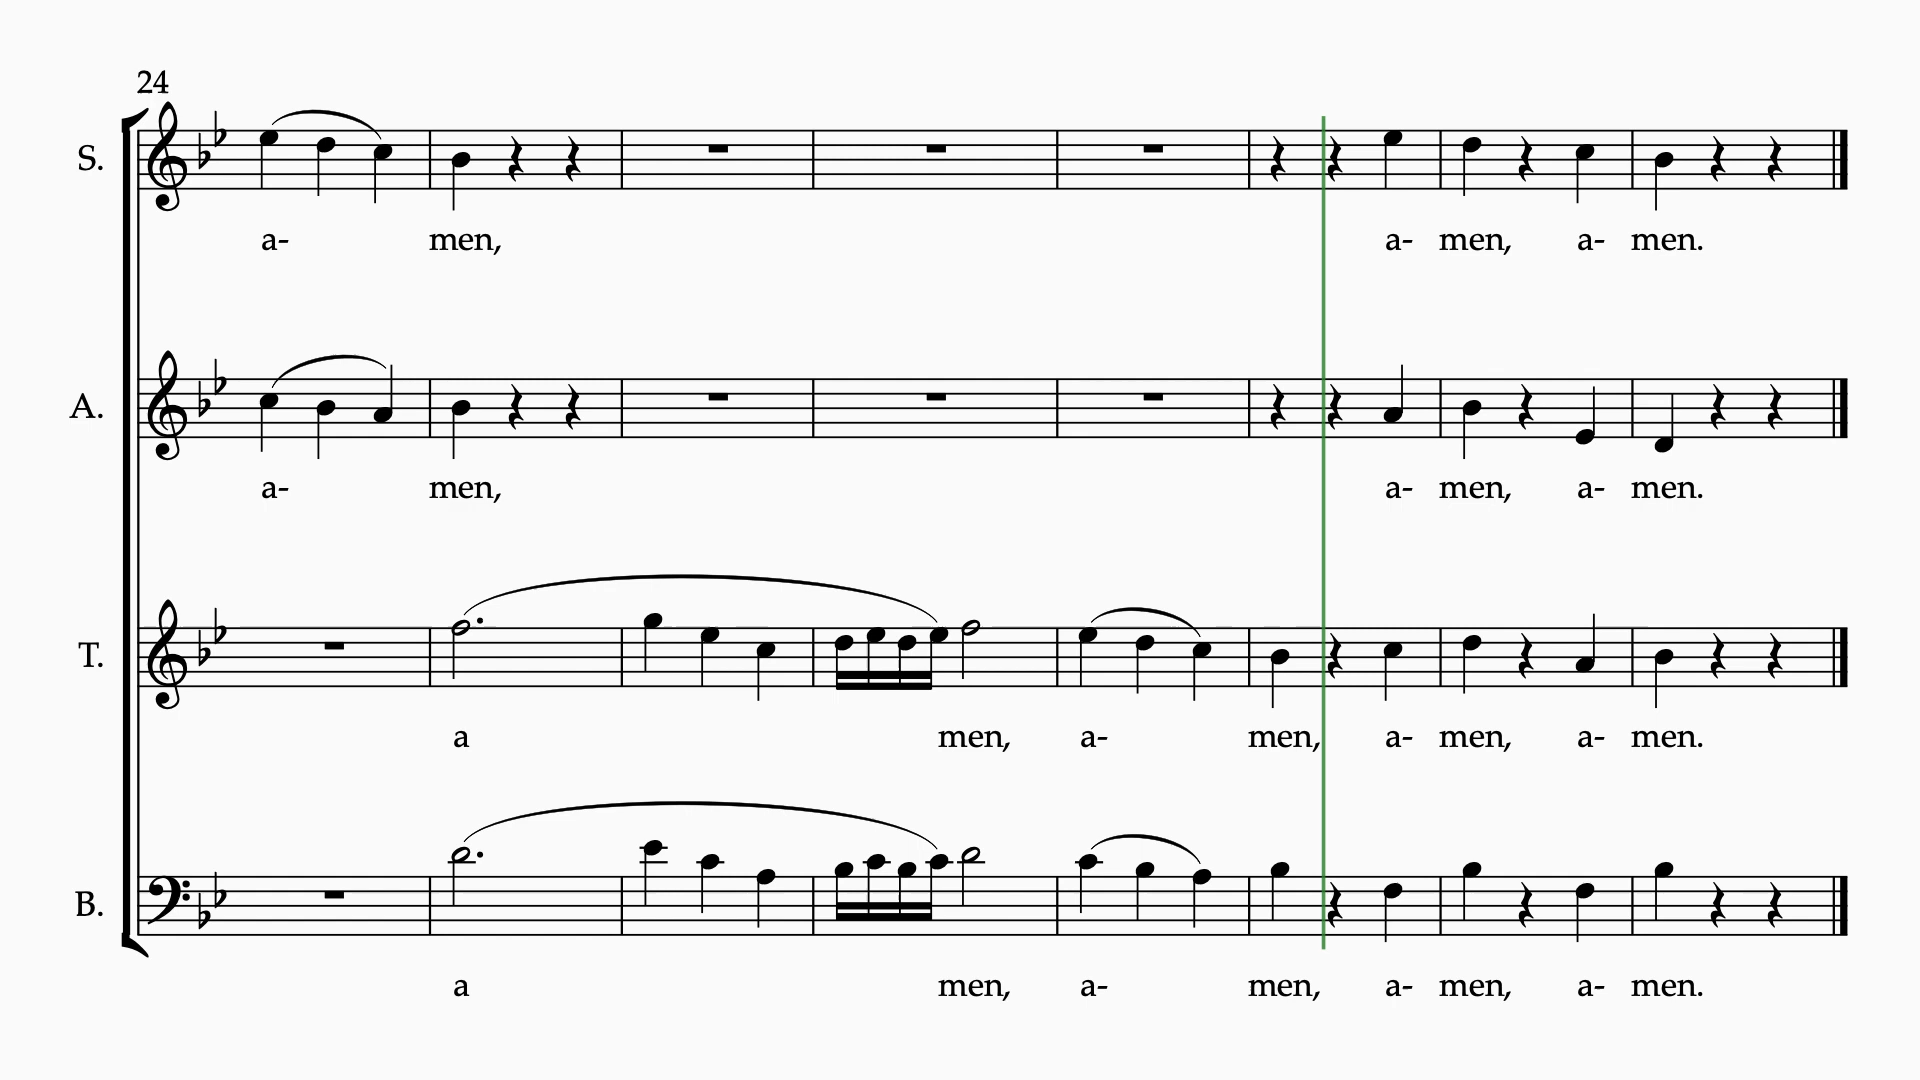 24
S.
a- men, a- men, a- men.
A.
a- men, a- men, a- men.
T.
a men, a- men, a- men, a- men.
B.
a men, a- men, a- men, a- men.